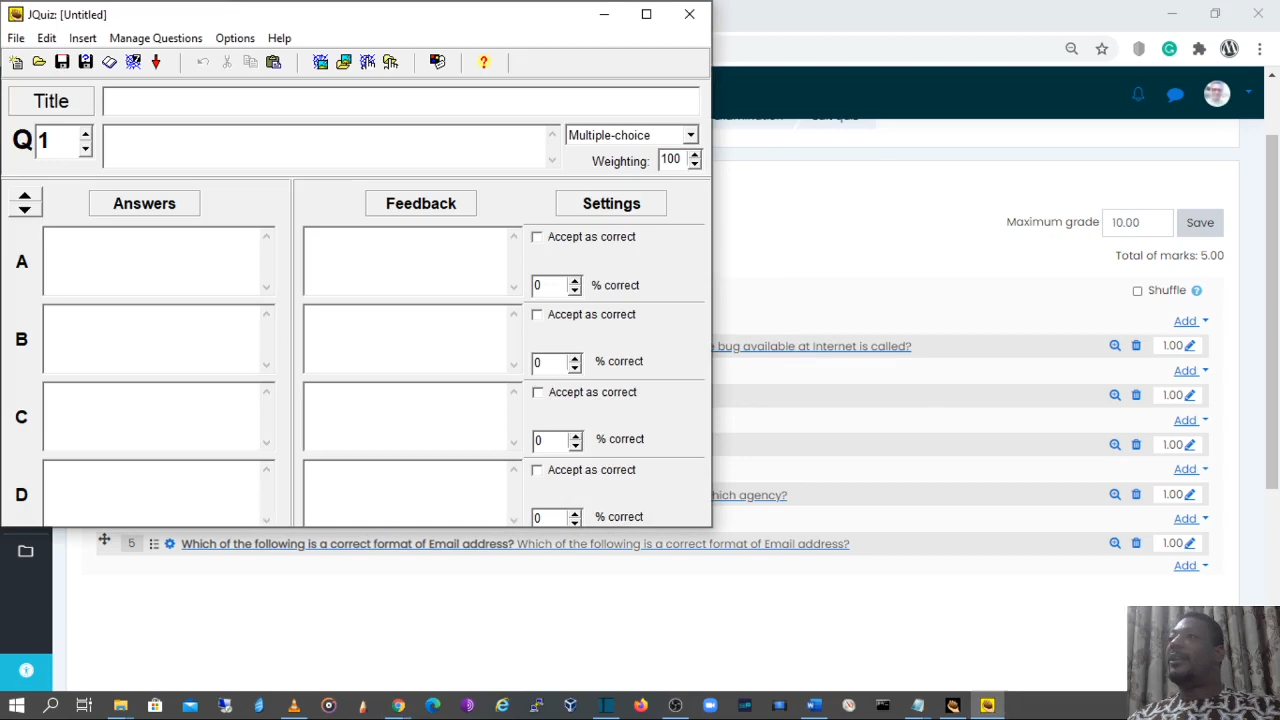 JQuiz: [Untitled]
File Edit Insert Manage Questions Options Help
Title
Q 1
Multiple-choice
Weighting: 100
Answers Feedback Settings
A
Accept as correct
0 % correct
B
Accept as correct
0 % correct
C
Accept as correct
0 % correct
D
Accept as correct
0 % correct
Maximum grade 10.00 Save
Total of marks: 5.00
Shuffle
Add
bug available at Internet is called? 1.00
Add
1.00
Add
1.00
Add
hich agency? 1.00
Add
5 Which of the following is a correct format of Email address? Which of the following is a correct format of Email address? 1.00
Add